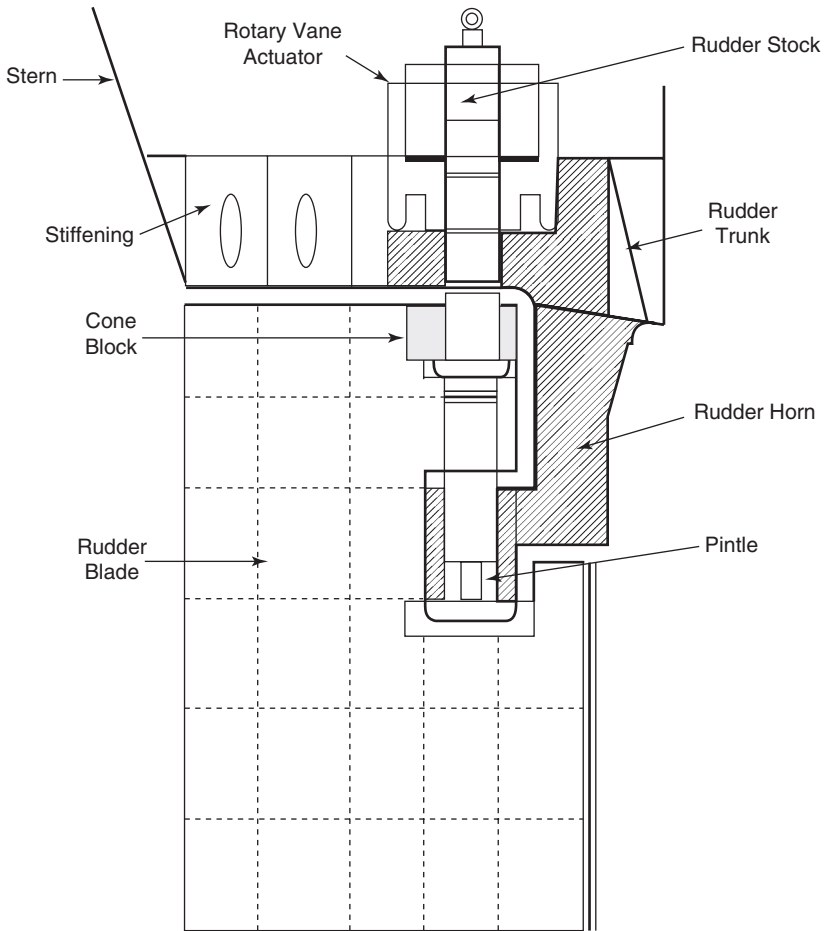 Rotary Vane
Actuator
Rudder Stock
Stern
Stiffening
Rudder
Trunk
Cone
Block
Rudder Horn
Rudder
Blade
Pintle